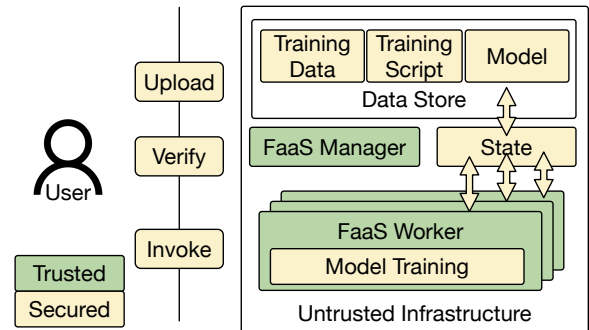 Training
Data
Training
Script
Model
Data Store
Upload
Verify
Invoke
User
FaaS Manager
State
FaaS Worker
Model Training
Trusted
Secured
Untrusted Infrastructure